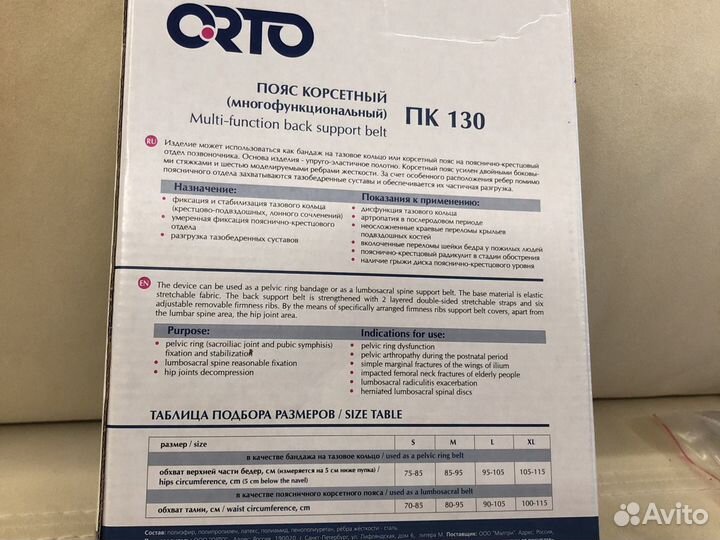 ORTO
ПОЯС КОРСЕТНЫЙ
(многофункциональный)
ПК 130
Multi-function back support belt
RU
Изделие может использоваться как бандаж на тазовое кольцо или корсетный пояс на пояснично-крестцовый
отдел позвоночника. Основа изделия - упруго-эластичное полотно. Корсетный пояс усилен двойными боковы-
ми стяжками и шестью моделируемыми ребрами жесткости. За счет особенного расположения ребер помимо
поясничного отдела захватываются тазобедренные суставы и обеспечивается их частичная разгрузка.
Назначение:
• фиксация и стабилизация тазового кольца
(крестцово-подвздошных, лонного сочленений)
• умеренная фиксация пояснично-крестцового
отдела
• разгрузка тазобедренных суставов
Показания к применению:
• дисфункция тазового кольца
• артропатия в послеродовом периоде
• неосложненные краевые переломы крыльев
подвздошных костей
• вколоченные переломы шейки бедра у пожилых людей
• пояснично-крестцовый радикулит в стадии обострения
• наличие грыжи диска пояснично-крестцового уровня
EN
The device can be used as a pelvic ring bandage or as a lumbosacral spine support belt. The base material is elastic
stretchable fabric. The back support belt is strengthened with 2 layered double-sided stretchable straps and six
adjustable removable firmness ribs. By the means of specifically arranged firmness ribs support belt covers, apart from
the lumbar spine area, the hip joint area.
Purpose:
• pelvic ring (sacroiliac joint and pubic symphisis)
fixation and stabilization
• lumbosacral spine reasonable fixation
• hip joints decompression
Indications for use:
• pelvic ring dysfunction
• pelvic arthropathy during the postnatal period
• simple marginal fractures of the wings of ilium
• impacted femoral neck fractures of elderly people
• lumbosacral radiculitis exacerbation
• herniated lumbosacral spinal discs
ТАБЛИЦА ПОДБОРА РАЗМЕРОВ / SIZE TABLE
размер / size S M L XL
в качестве бандажа на тазовое кольцо / used as a pelvic ring belt
обхват верхней части бедер, см (измеряется на 5 см ниже пупка) / 75-85 85-95 95-105 105-115
hips circumference, cm (5 cm below the navel)
в качестве поясничного корсетного пояса / used as a lumbosacral belt
обхват талии, см / waist circumference, cm 70-85 80-95 90-105 100-115
Состав: полиэфир, полипропилен, латекс, полиамид, пенополиуретан, ребра жесткости - сталь.
Avito